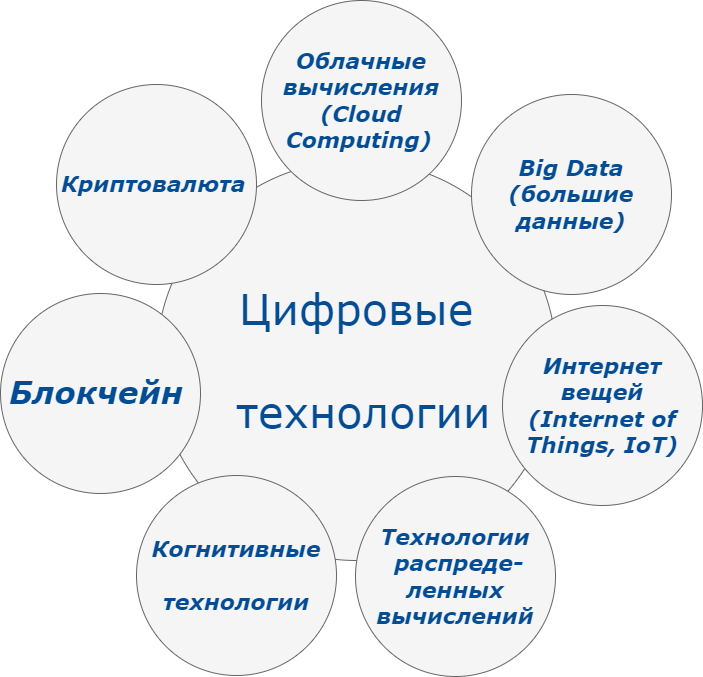 Облачные
вычисления
(Cloud
Computing)
Big Data
(большие
данные)
Интернет
вещей
(Internet of
Things, IoT)
Технологии
распреде-
ленных
вычислений
Когнитивные
технологии
Блокчейн
Криптовалюта
Цифровые
технологии